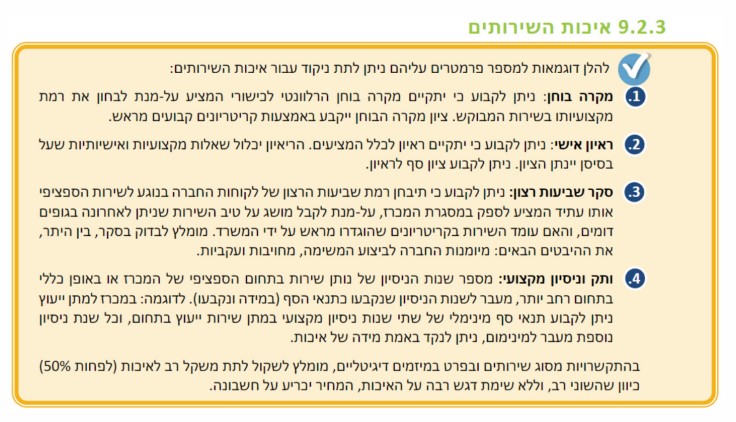 9.2.3 איכות השירותים
להלן דוגמאות למספר פרמטרים עליהם ניתן לתת ניקוד עבור איכות השירותים:
1. מקרה בוחן: ניתן לקבוע כי יתקיים מקרה בוחן הרלוונטי לכישורי המציע על-מנת לבחון את רמת
מקצועיותו בשירות המבוקש. ציון מקרה הבוחן ייקבע באמצעות קריטריונים קבועים מראש.
2. ראיון אישי: ניתן לקבוע כי יתקיים ראיון לכלל המציעים. הריאיון יכלול שאלות מקצועיות ואישיותיות שעל
בסיסן יינתן הציון. ניתן לקבוע ציון סף לראיון.
3. סקר שביעות רצון: ניתן לקבוע כי תיבחן רמת שביעות הרצון של לקוחות החברה בנוגע לשירות הספציפי
אותו עתיד המציע לספק במסגרת המכרז, על-מנת לקבל מושג על טיב השירות שניתן לאחרונה בגופים
דומים, והאם עומד השירות בקריטריונים שהוגדרו מראש על ידי המשרד. מומלץ לבדוק בסקר, בין היתר,
את ההיבטים הבאים: מיומנות החברה לביצוע המשימה, מחויבות ועקביות.
4. ותק וניסיון מקצועי: מספר שנות הניסיון של נותן שירות בתחום הספציפי של המכרז או באופן כללי
בתחום רחב יותר, מעבר לשנות הניסיון שנקבעו כתנאי הסף (במידה ונקבעו). לדוגמה: במכרז למתן ייעוץ
ניתן לקבוע תנאי סף מינימלי של שתי שנות ניסיון מקצועי במתן שירות ייעוץ בתחום, וכל שנת ניסיון
נוספת מעבר למינימום, ניתן לנקד באמת מידה של איכות.
בהתקשרויות מסוג שירותים ובפרט במיזמים דיגיטליים, מומלץ לשקול לתת משקל רב לאיכות (לפחות 50%)
כיוון שהשוני רב, וללא שימת דגש רבה על האיכות, המחיר יכריע על חשבונה.